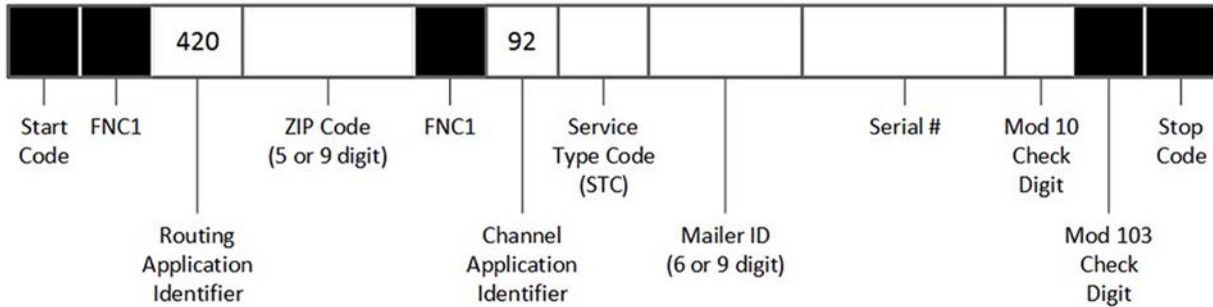 420
92
Start
Code
FNC1
ZIP Code
(5 or 9 digit)
FNC1
Service
Type Code
(STC)
Serial #
Mod 10
Check
Digit
Stop
Code
Routing
Application
Identifier
Channel
Application
Identifier
Mailer ID
(6 or 9 digit)
Mod 103
Check
Digit